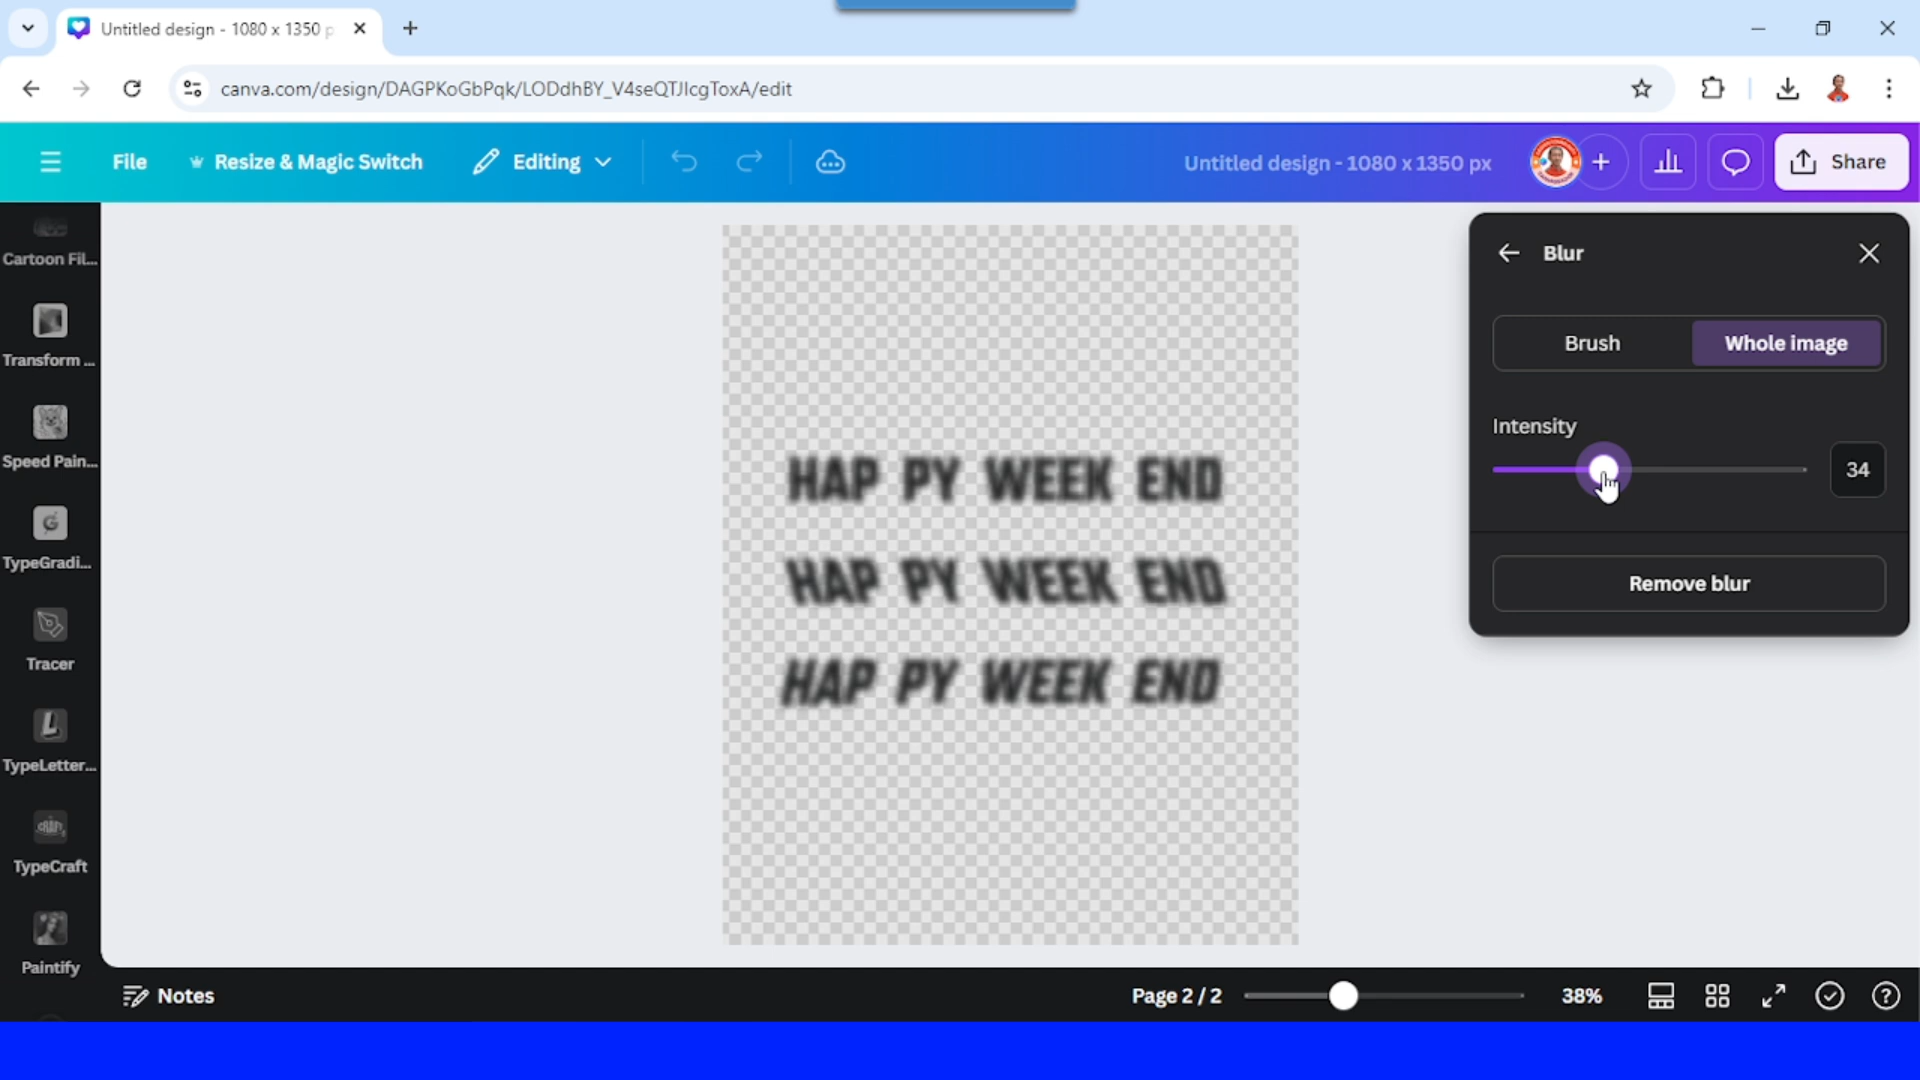 Untitled design - 1080 x 1350 p
canva.com/design/DAGPKoGbPqk/LODdhBY_V4seQTJIcgToxA/edit
File
Resize & Magic Switch
Editing
Untitled design - 1080 x 1350 px
Share
Cartoon Fil...
Transform ...
Speed Pain...
TypeGradi...
Tracer
TypeLetter...
TypeCraft
Paintify
HAP PY WEEK END
HAP PY WEEK END
HAP PY WEEK END
Blur
Brush
Whole image
Intensity
34
Remove blur
Notes
Page 2 / 2
38%